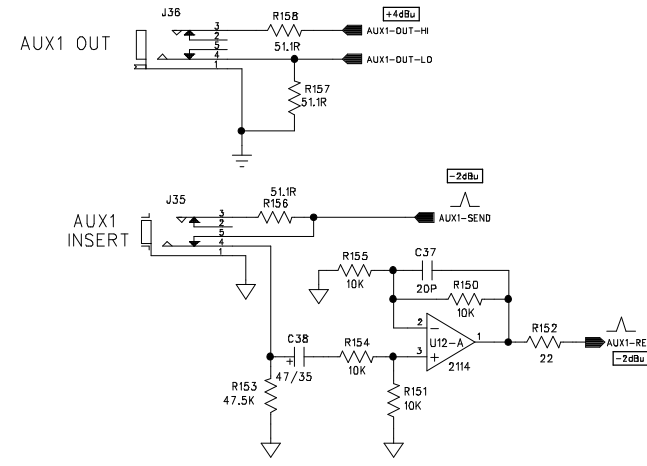 J36
R158
+4dBu
AUX1 OUT
3
2
5
4
1
51.1R
AUX1-OUT-HI
AUX1-OUT-LO
R157
51.1R
-2dBu
J35
51.1R
R156
AUX1
INSERT
3
2
5
4
1
AUX1-SEND
R155
10K
C37
20P
R150
10K
2
U12-A
1
3
2114
R152
22
AUX1-RE
-2dBu
C38
+
47/35
R154
10K
R153
47.5K
R151
10K